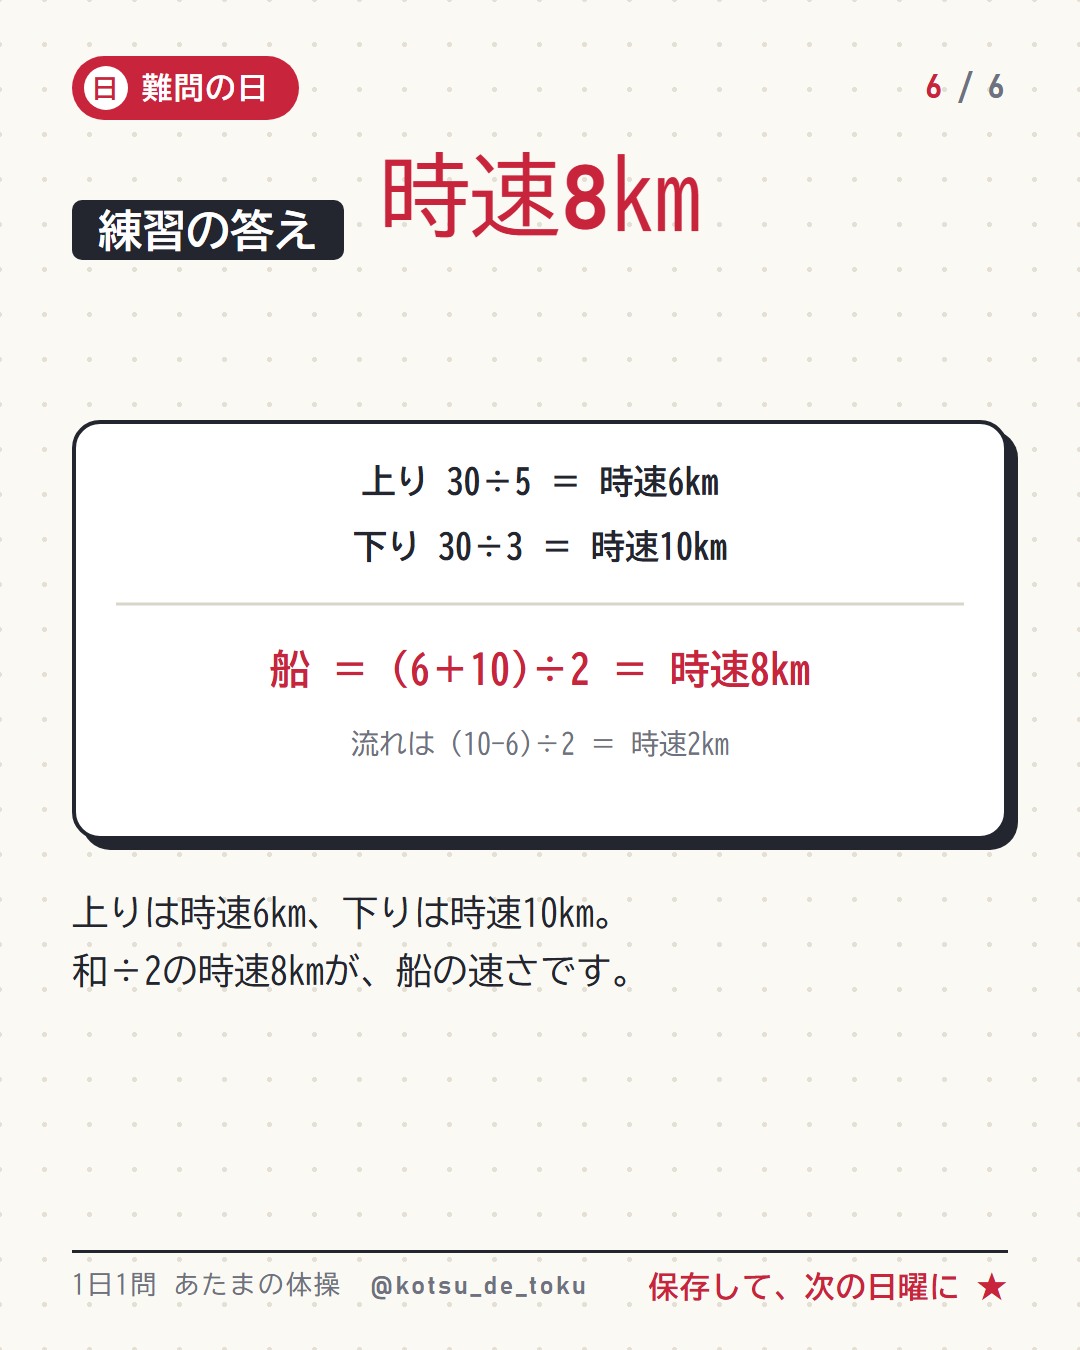 日 難問の日
6 / 6
練習の答え 時速8km
上り 30÷5 = 時速6km
下り 30÷3 = 時速10km
船 = (6+10)÷2 = 時速8km
流れは (10−6)÷2 = 時速2km
上りは時速6km、下りは時速10km。
和÷2の時速8kmが、船の速さです。
1日1問 あたまの体操 @kotsu_de_toku 保存して、次の日曜に ★